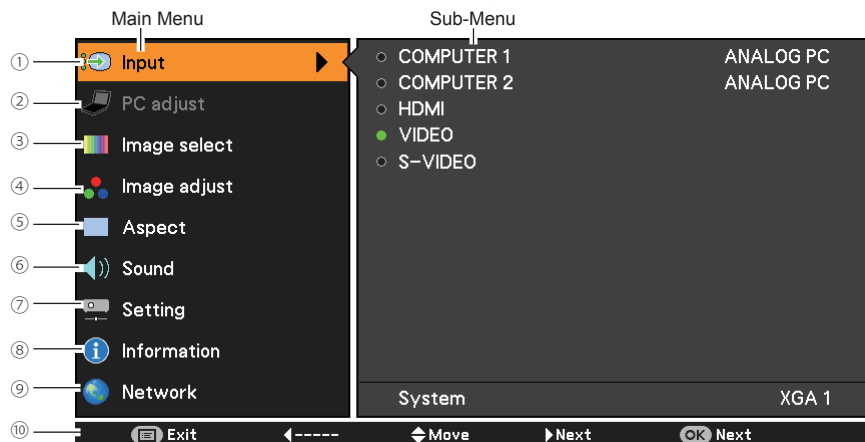 Main Menu Sub-Menu
① Input COMPUTER 1 ANALOG PC
COMPUTER 2 ANALOG PC
② PC adjust HDMI
③ Image select VIDEO
S-VIDEO
④ Image adjust
⑤ Aspect
⑥ Sound
⑦ Setting
⑧ Information
⑨ Network System XGA 1
⑩ Exit ----- Move Next OK Next